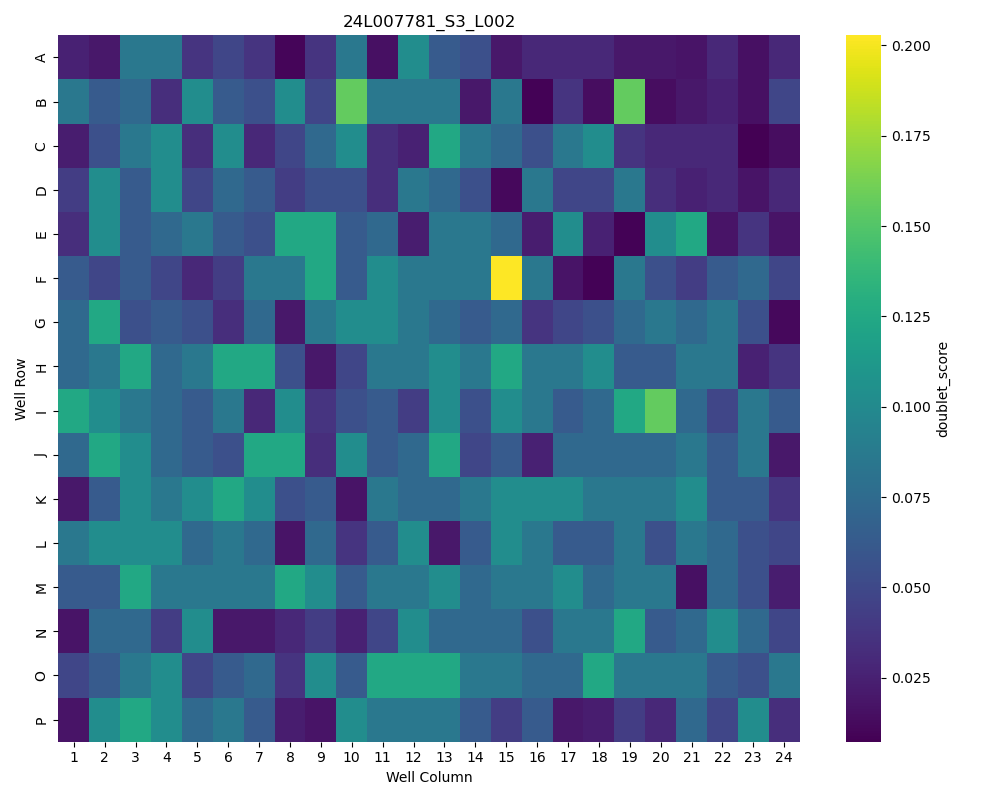 24L007781_S3_L002
A
B
C
D
E
F
G
H
I
J
K
L
M
N
O
P
Well Row
1 2 3 4 5 6 7 8 9 10 11 12 13 14 15 16 17 18 19 20 21 22 23 24
Well Column
0.200
0.175
0.150
0.125
0.100
0.075
0.050
0.025
doublet_score